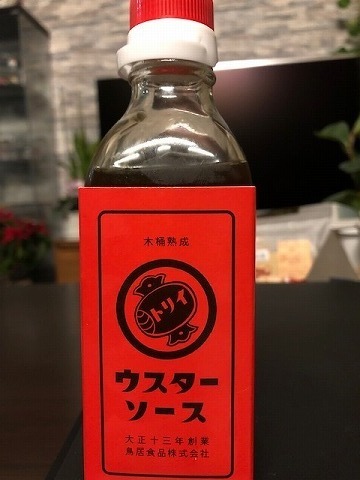 木桶熟成
トリイ
ウスター
ソース
大正十三年創業
鳥居食品株式会社